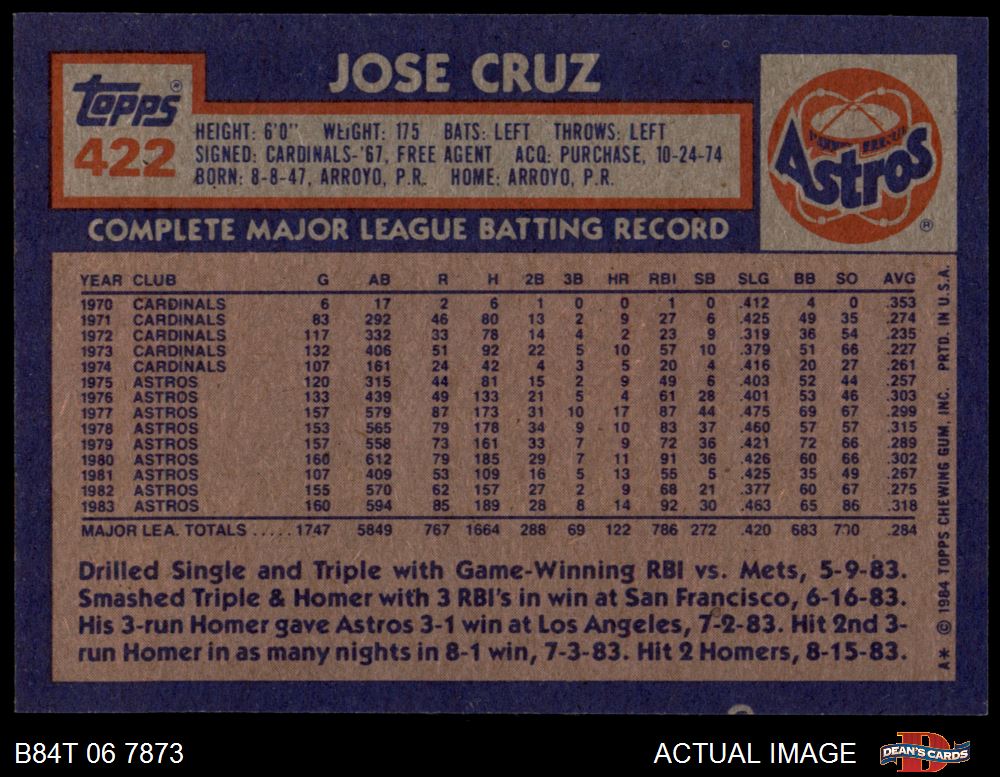 JOSE CRUZ
topps®
422
HEIGHT: 6'0" WEIGHT: 175 BATS: LEFT THROWS: LEFT
SIGNED: CARDINALS-'67, FREE AGENT ACQ: PURCHASE, 10-24-74
BORN: 8-8-47, ARROYO, P.R. HOME: ARROYO, P.R.
Astros
®
COMPLETE MAJOR LEAGUE BATTING RECORD
YEAR CLUB G AB R H 2B 3B HR RBI SB SLG BB SO AVG
1970 CARDINALS 6 17 2 6 1 0 0 1 0 .412 4 0 .353
1971 CARDINALS 83 292 46 80 13 2 9 27 6 .425 49 35 .274
1972 CARDINALS 117 332 33 78 14 4 2 23 9 .319 36 54 .235
1973 CARDINALS 132 406 51 92 22 5 10 57 10 .379 51 66 .227
1974 CARDINALS 107 161 24 42 4 3 5 20 4 .416 20 27 .261
1975 ASTROS 120 315 44 81 15 2 9 49 6 .403 52 44 .257
1976 ASTROS 133 439 49 133 21 5 4 61 28 .401 53 46 .303
1977 ASTROS 157 579 87 173 31 10 17 87 44 .475 69 67 .299
1978 ASTROS 153 565 79 178 34 9 10 83 37 .460 57 57 .315
1979 ASTROS 157 558 73 161 33 7 9 72 36 .421 72 66 .289
1980 ASTROS 160 612 79 185 29 7 11 91 36 .426 60 66 .302
1981 ASTROS 107 409 53 109 16 5 13 55 5 .425 35 49 .267
1982 ASTROS 155 570 62 157 27 2 9 68 21 .377 60 67 .275
1983 ASTROS 160 594 85 189 28 8 14 92 30 .463 65 86 .318
MAJOR LEA. TOTALS ..... 1747 5849 767 1664 288 69 122 786 272 .420 683 730 .284
Drilled Single and Triple with Game-Winning RBI vs. Mets, 5-9-83.
Smashed Triple & Homer with 3 RBI's in win at San Francisco, 6-16-83.
His 3-run Homer gave Astros 3-1 win at Los Angeles, 7-2-83. Hit 2nd 3-
run Homer in as many nights in 8-1 win, 7-3-83. Hit 2 Homers, 8-15-83.
A* © 1984 TOPPS CHEWING GUM, INC. PRTD. IN U.S.A.
B84T 06 7873
ACTUAL IMAGE
DEAN'S CARDS